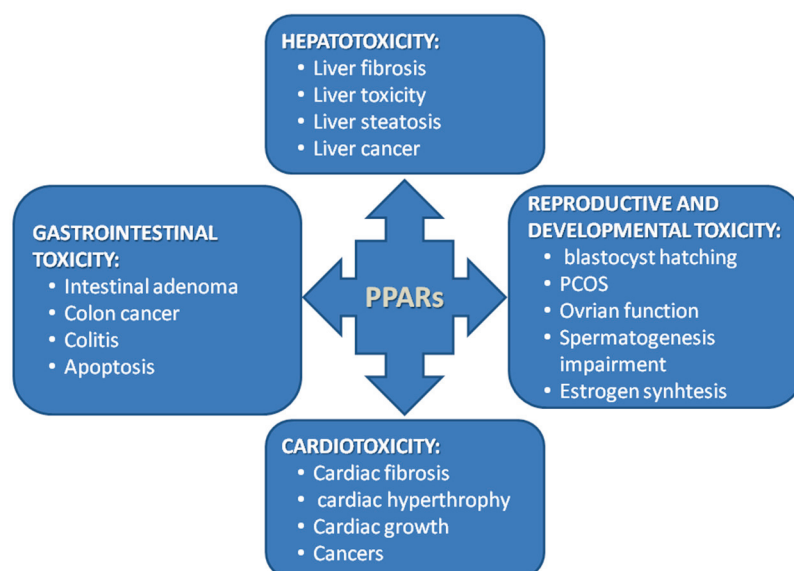 HEPATOTOXICITY:
• Liver fibrosis
• Liver toxicity
• Liver steatosis
• Liver cancer
GASTROINTESTINAL
TOXICITY:
• Intestinal adenoma
• Colon cancer
• Colitis
• Apoptosis
PPARs
REPRODUCTIVE AND
DEVELOPMENTAL TOXICITY:
• blastocyst hatching
• PCOS
• Ovrian function
• Spermatogenesis
impairment
• Estrogen synhtesis
CARDIOTOXICITY:
• Cardiac fibrosis
• cardiac hyperthrophy
• Cardiac growth
• Cancers